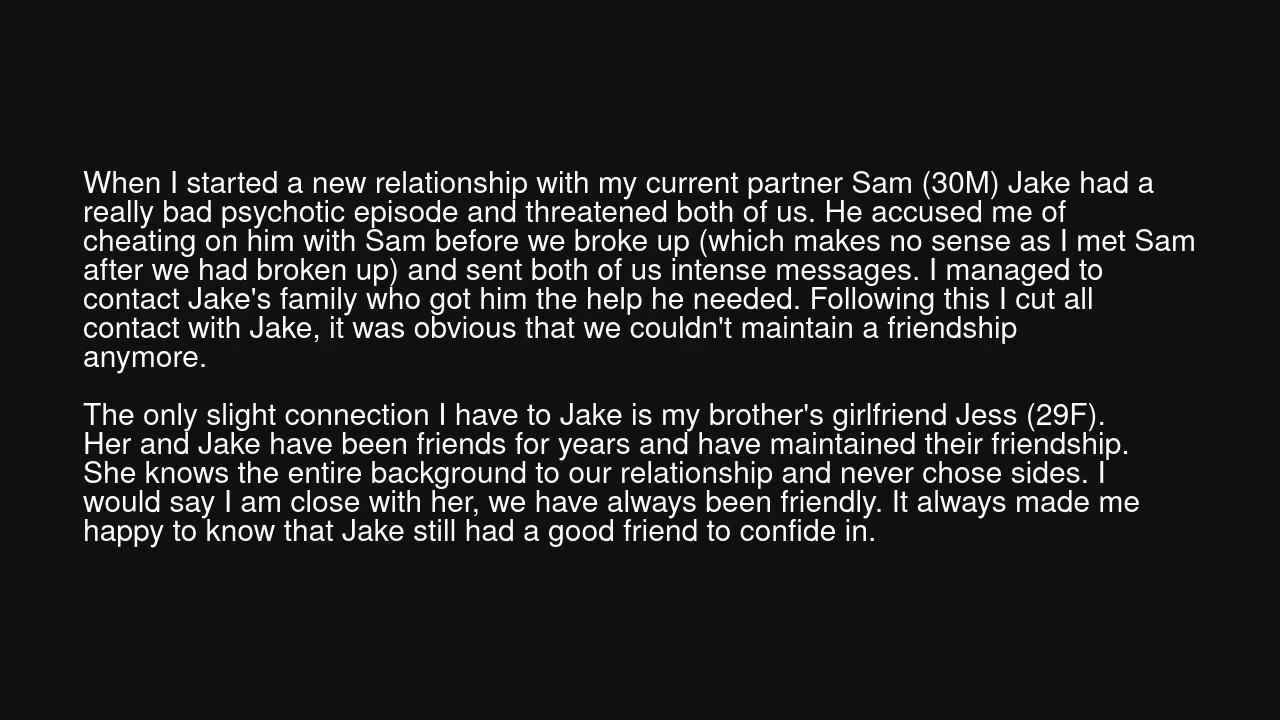 When I started a new relationship with my current partner Sam (30M) Jake had a
really bad psychotic episode and threatened both of us. He accused me of
cheating on him with Sam before we broke up (which makes no sense as I met Sam
after we had broken up) and sent both of us intense messages. I managed to
contact Jake's family who got him the help he needed. Following this I cut all
contact with Jake, it was obvious that we couldn't maintain a friendship
anymore.
The only slight connection I have to Jake is my brother's girlfriend Jess (29F).
Her and Jake have been friends for years and have maintained their friendship.
She knows the entire background to our relationship and never chose sides. I
would say I am close with her, we have always been friendly. It always made me
happy to know that Jake still had a good friend to confide in.